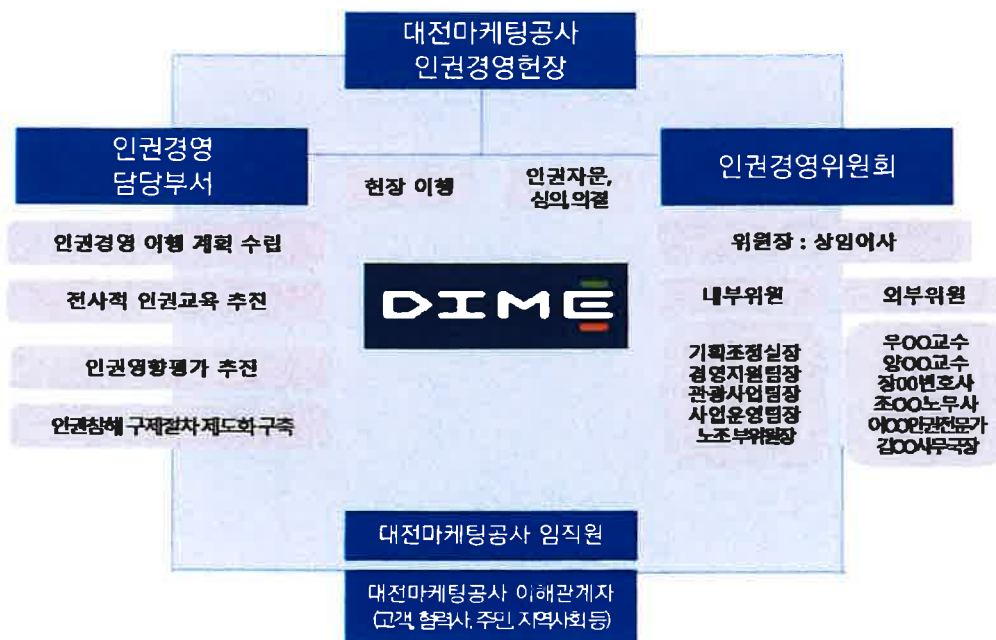 대전마케팅공사
인권경영헌장
인권경영
담당부서
헌장 이행
인권자문,
심의,의결
인권경영위원회
인권경영 이행 계획 수립
전사적 인권교육 추진
인권영향평가 추진
인권침해 구제절차 제도화 구축
DIME
위원장 : 상임이사
내부위원
기획조정실장
경영지원팀장
관광사업팀장
사업운영팀장
노조 부위원장
외부위원
우OO교수
양OO교수
장OO변호사
조OO노무사
이OO인권전문가
김OO사무국장
대전마케팅공사 임직원
대전마케팅공사 이해관계자
(고객, 협력사, 주민, 지역사회 등)